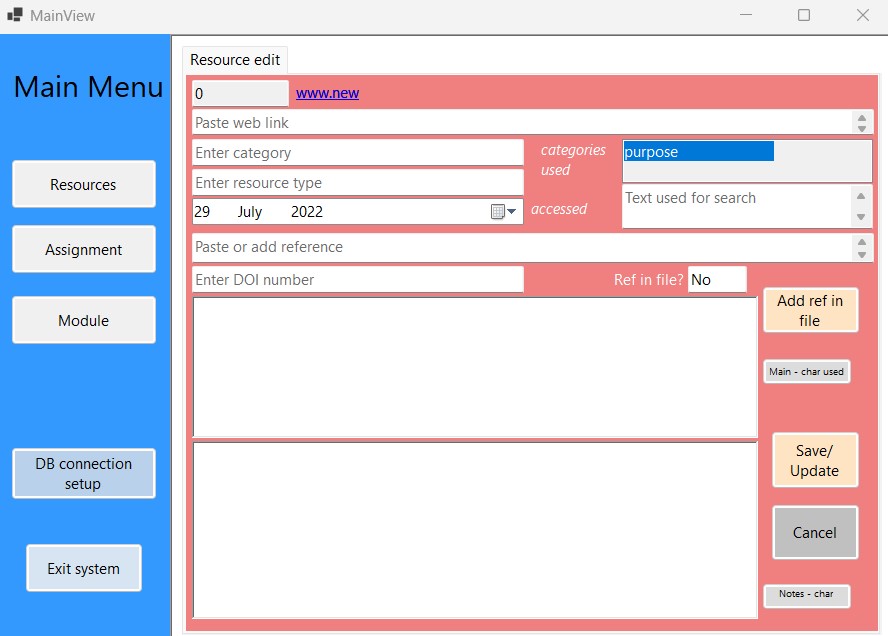 MainView
Main Menu
Resources
Assignment
Module
DB connection
setup
Exit system
Resource edit
0
www.new
Paste web link
Enter category
categories
used
purpose
Enter resource type
Text used for search
29 July 2022
accessed
Paste or add reference
Enter DOI number
Ref in file?
No
Add ref in
file
Main - char used
Save/
Update
Cancel
Notes - char